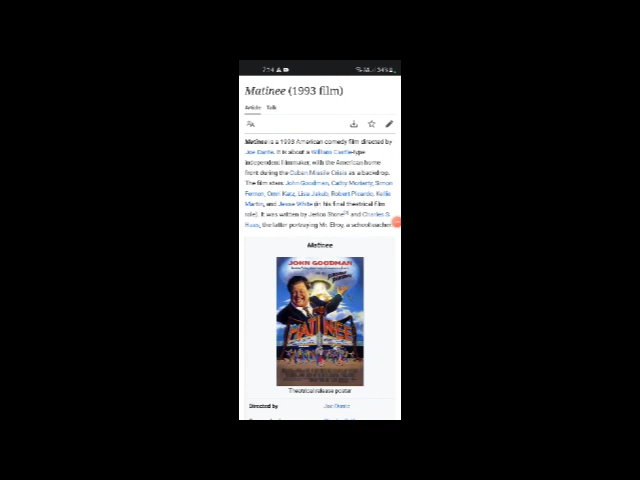 7:14
Matinee (1993 film)
Article Talk
Matinee is a 1993 American comedy film directed by
Joe Dante. It is about a William Castle-type
independent filmmaker, with the American home
front during the Cuban Missile Crisis as a backdrop.
The film stars John Goodman, Cathy Moriarty, Simon
Fenton, Omri Katz, Lisa Jakub, Robert Picardo, Kellie
Martin, and Jesse White (in his final theatrical film
role). It was written by Jerico Stone and Charles S.
Haas, the latter portraying Mr. Elroy, a schoolteacher.
Matinee
JOHN GOODMAN
MATINEE
Theatrical release poster
Directed by Joe Dante